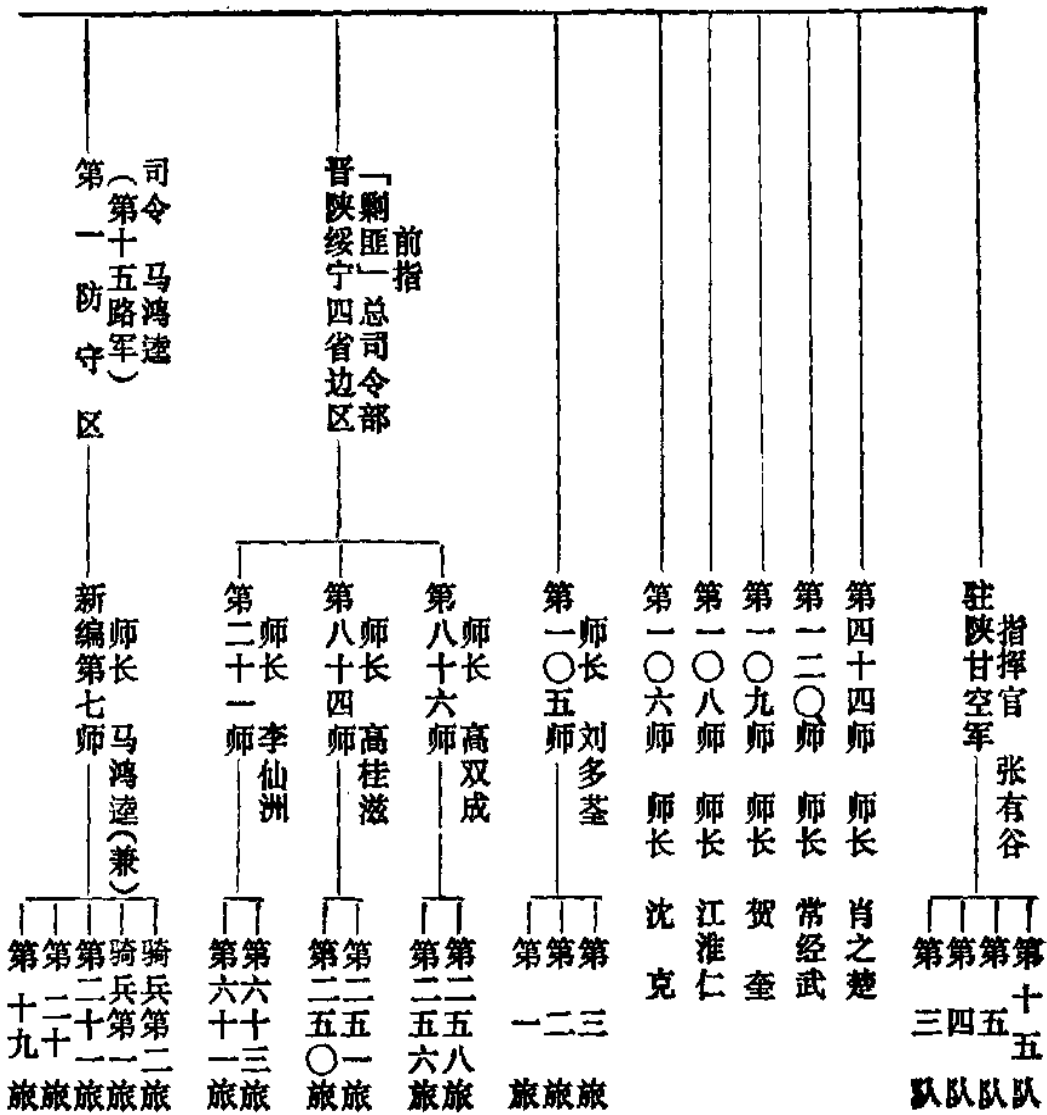 第一防守区
(第十五路军)
司令 马鸿逵
晋陕绥宁四省边区
「剿匪」总司令部
前指
新编第七师
师长 马鸿逵(兼)
第二十一师
师长 李仙洲
第八十四师
师长 高桂滋
第八十六师
师长 高双成
第一〇五师
师长 刘多荃
第一〇六师 师长 沈克
第一〇八师 师长 江淮仁
第一〇九师 师长 贺奎
第一二〇师 师长 常经武
第四十四师 师长 肖之楚
驻陕甘空军
指挥官 张有谷
第十九旅
第二十旅
第二十一旅
骑兵第一旅
骑兵第二旅
第六十一旅
第六十三旅
第二五〇旅
第二五一旅
第二五六旅
第二五八旅
第一旅
第二旅
第三旅
第三队
第四队
第五队
第十五队